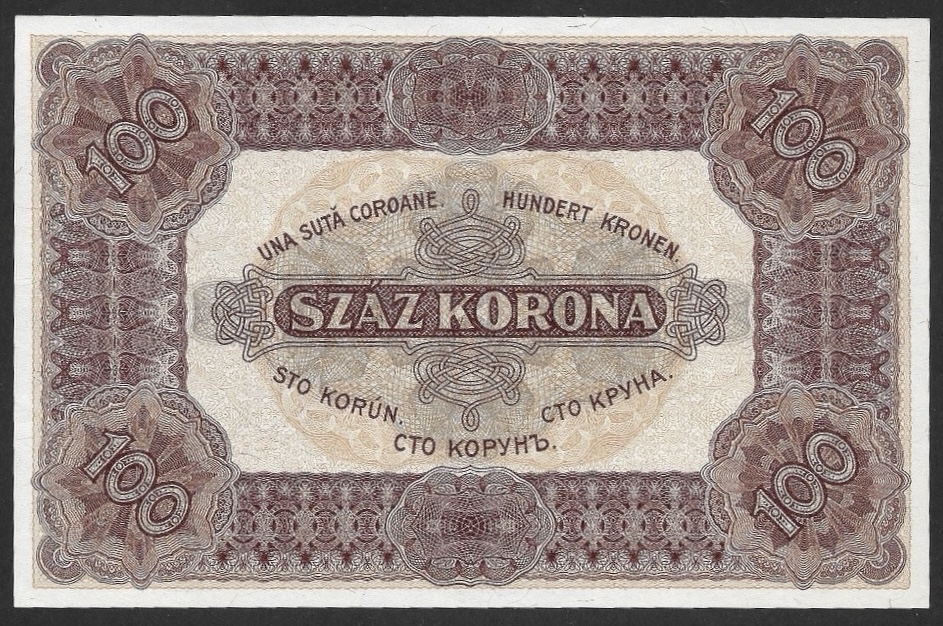 100
100
UNA SUTĂ COROANE.
HUNDERT KRONEN.
SZÁZ KORONA
STO KORÚN.
СТО КРУНА.
СТО КОРУНЪ.
100
100